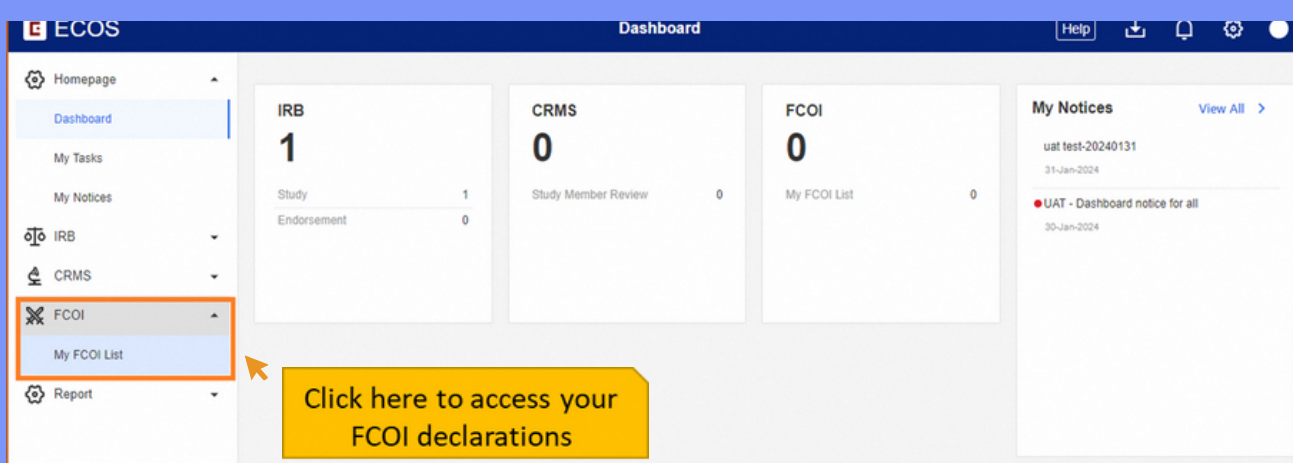 E ECOS
Dashboard
Help
Homepage
Dashboard
My Tasks
My Notices
IRB
CRMS
FCOI
My FCOI List
Report
IRB
1
Study 1
Endorsement 0
CRMS
0
Study Member Review 0
FCOI
0
My FCOI List 0
My Notices View All >
uat test-20240131
31-Jan-2024
UAT - Dashboard notice for all
30-Jan-2024
Click here to access your
FCOI declarations